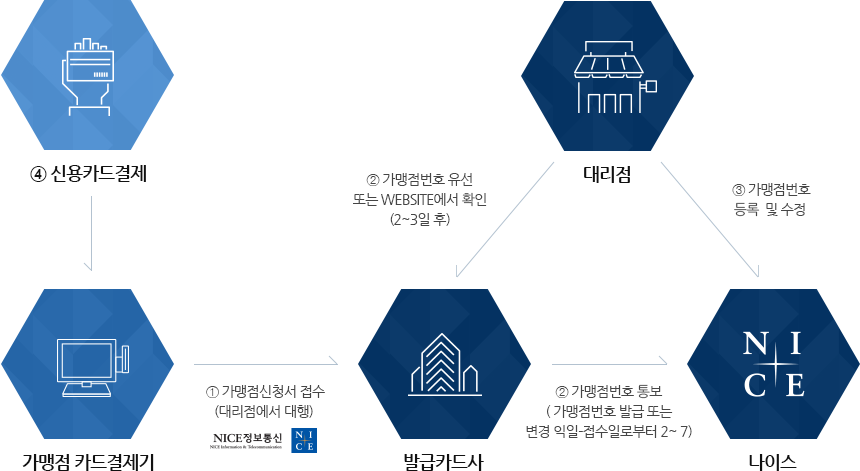 ④ 신용카드결제
대리점
② 가맹점번호 유선
또는 WEBSITE에서 확인
(2~3일 후)
③ 가맹점번호
등록 및 수정
① 가맹점신청서 접수
(대리점에서 대행)
NICE정보통신
NICE Information & Telecommunication
N I
C E
② 가맹점번호 통보
( 가맹점번호 발급 또는
변경 익일-접수일로부터 2~ 7)
N I
C E
가맹점 카드결제기
발급카드사
나이스